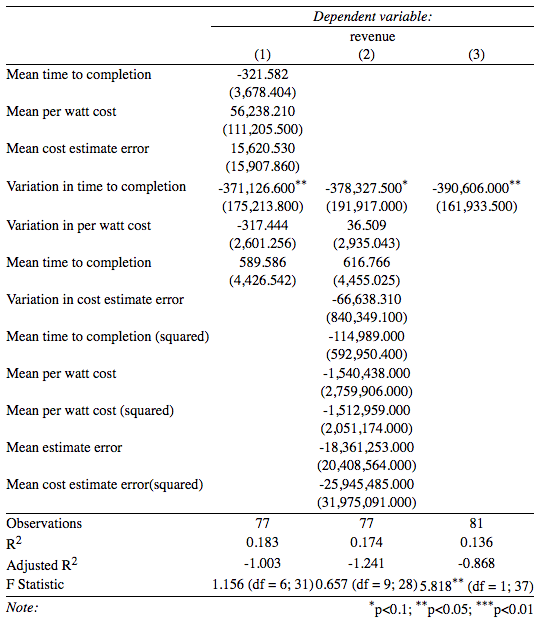 Dependent variable:
revenue
(1) (2) (3)
Mean time to completion -321.582
(3,678.404)
Mean per watt cost 56,238.210
(111,205.500)
Mean cost estimate error 15,620.530
(15,907.860)
Variation in time to completion -371,126.600** -378,327.500* -390,606.000**
(175,213.800) (191,917.000) (161,933.500)
Variation in per watt cost -317.444 36.509
(2,601.256) (2,935.043)
Mean time to completion 589.586 616.766
(4,426.542) (4,455.025)
Variation in cost estimate error -66,638.310
(840,349.100)
Mean time to completion (squared) -114,989.000
(592,950.400)
Mean per watt cost -1,540,438.000
(2,759,906.000)
Mean per watt cost (squared) -1,512,959.000
(2,051,174.000)
Mean estimate error -18,361,253.000
(20,408,564.000)
Mean cost estimate error(squared) -25,945,485.000
(31,975,091.000)
Observations 77 77 81
R2 0.183 0.174 0.136
Adjusted R2 -1.003 -1.241 -0.868
F Statistic 1.156 (df = 6; 31) 0.657 (df = 9; 28) 5.818** (df = 1; 37)
Note: *p<0.1; **p<0.05; ***p<0.01